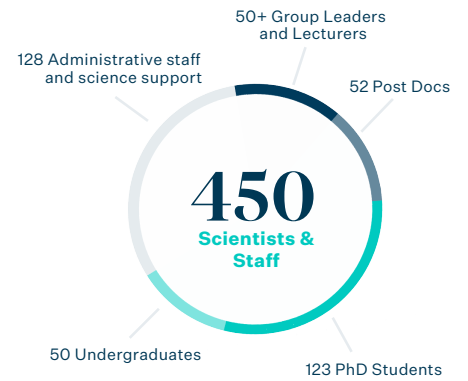 50+ Group Leaders
and Lecturers
128 Administrative staff
and science support
52 Post Docs
450
Scientists &
Staff
50 Undergraduates
123 PhD Students